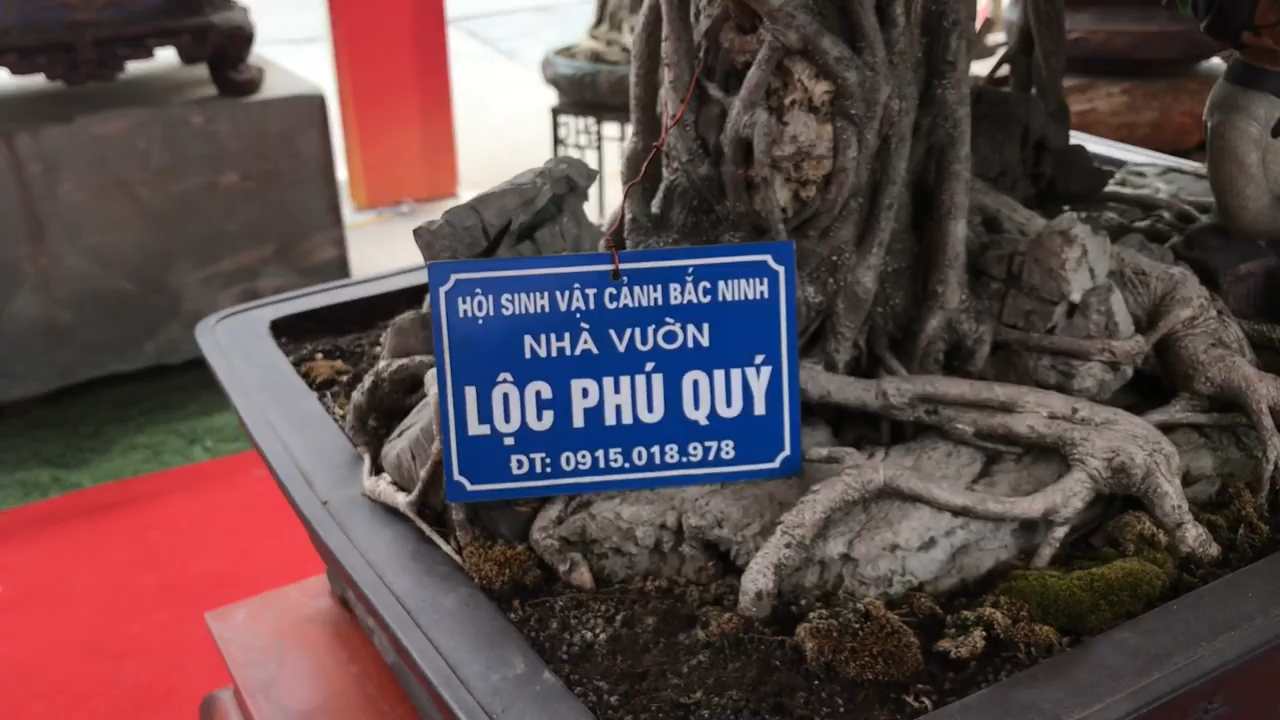 HỘI SINH VẬT CẢNH BẮC NINH
NHÀ VƯỜN
LỘC PHÚ QUÝ
ĐT: 0915.018.978